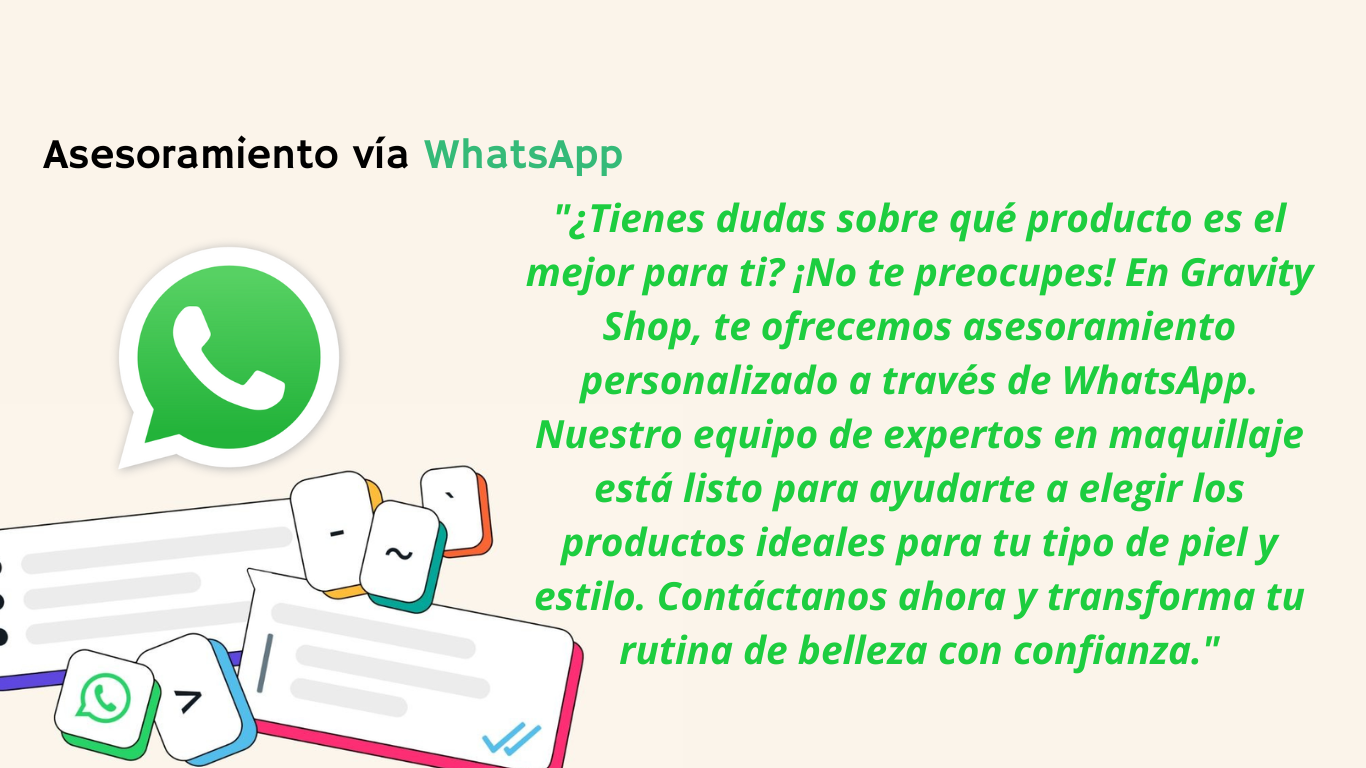 Asesoramiento vía WhatsApp
"¿Tienes dudas sobre qué producto es el
mejor para ti? ¡No te preocupes! En Gravity
Shop, te ofrecemos asesoramiento
personalizado a través de WhatsApp.
Nuestro equipo de expertos en maquillaje
está listo para ayudarte a elegir los
productos ideales para tu tipo de piel y
estilo. Contáctanos ahora y transforma tu
rutina de belleza con confianza."
-
~
`
>